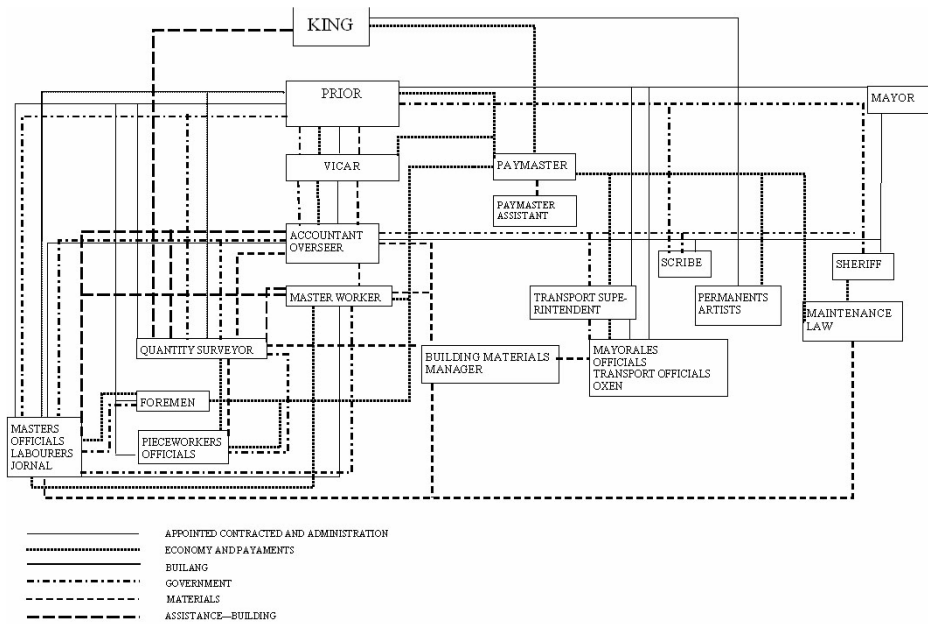 KING
PRIOR
MAYOR
VICAR
PAYMASTER
PAYMASTER
ASSISTENT
ACCOUNTANT
OVERSEER
SCRIBE
SHERIFF
MASTER WORKER
TRANSPORT SUPE-
RINTENDENT
PERMANENTS
ARTISTS
MAINTENANCE
LAW
QUANTITY SURVEYOR
BUILDING MATERIALS
MANAGER
MAYORALES
OFFICIALS
TRANSPORT OFFICIALS
OXEN
FOREMEN
MASTERS
OFFICIALS
LABOURERS
JORNAL
PIECEWORKERS
OFFICIALS
APPOINTED CONTRACTED AND ADMINISTRATION
ECONOMY AND PAYAMENTS
BUILANG
GOVERNMENT
MATERIALS
ASSISTANCE—BUILDING